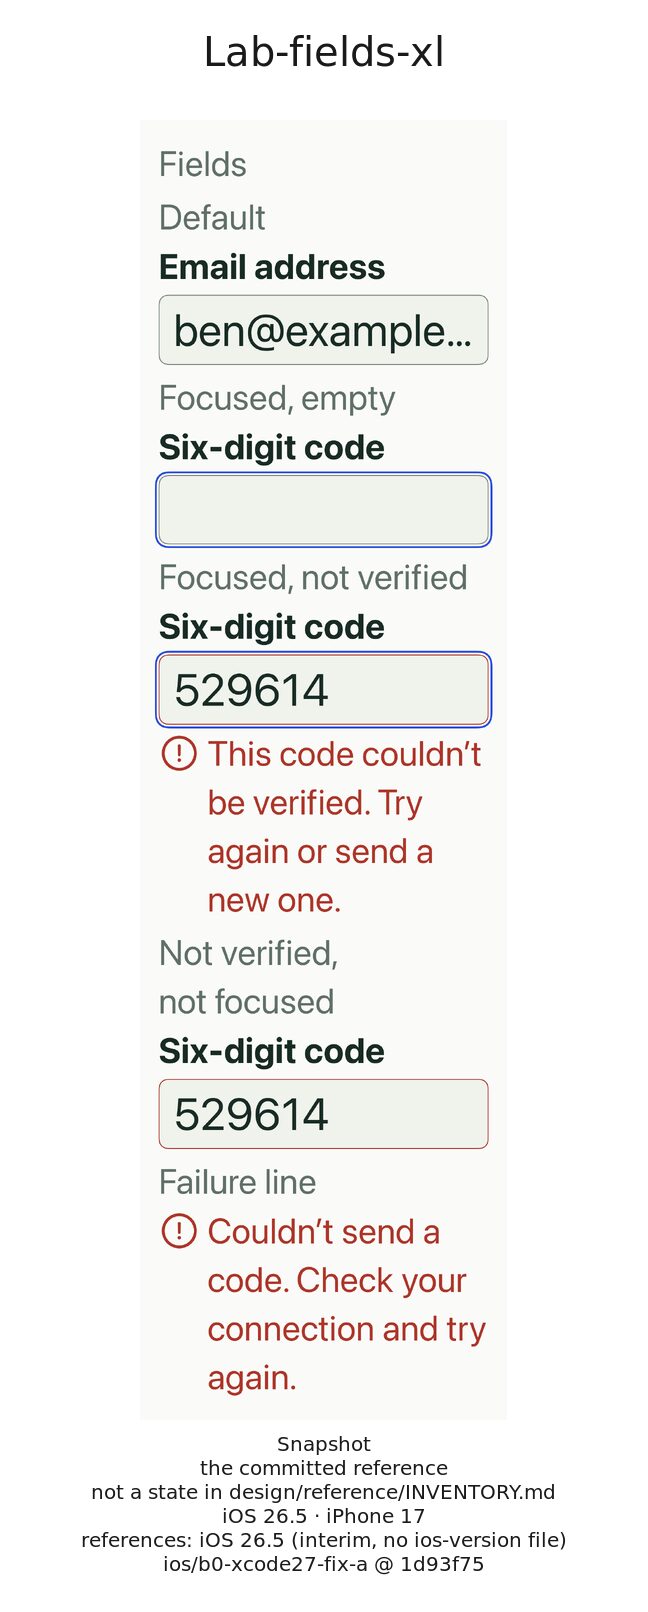 Lab-fields-xl
Fields
Default
Email address
ben@example...
Focused, empty
Six-digit code
Focused, not verified
Six-digit code
529614
This code couldn’t
be verified. Try
again or send a
new one.
Not verified,
not focused
Six-digit code
529614
Failure line
Couldn’t send a
code. Check your
connection and try
again.
Snapshot
the committed reference
not a state in design/reference/INVENTORY.md
iOS 26.5 · iPhone 17
references: iOS 26.5 (interim, no ios-version file)
ios/b0-xcode27-fix-a @ 1d93f75